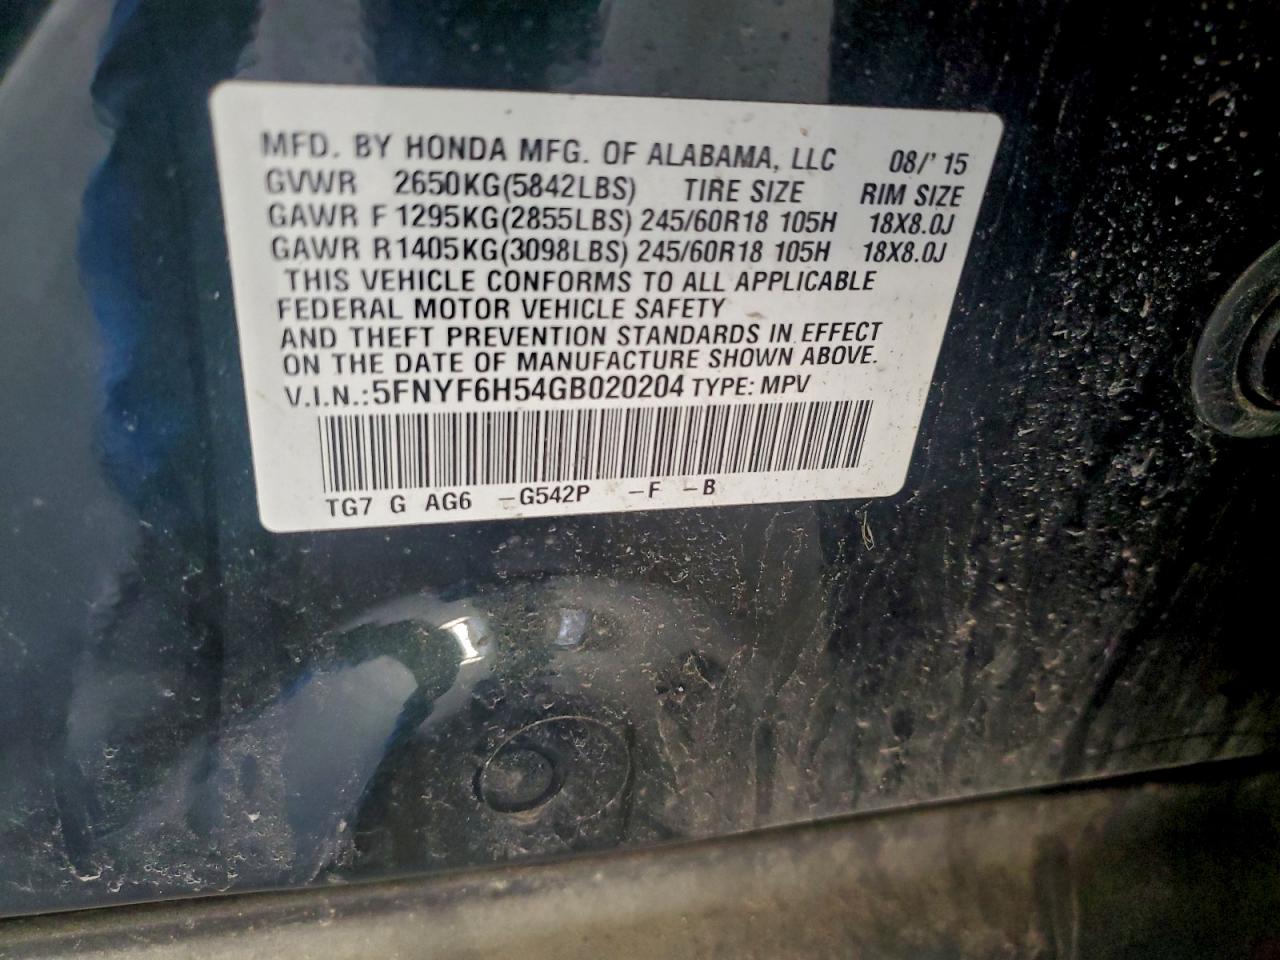 MFD. BY HONDA MFG. OF ALABAMA, LLC 08/'15
GVWR 2650KG(5842LBS) TIRE SIZE RIM SIZE
GAWR F 1295KG(2855LBS) 245/60R18 105H 18X8.0J
GAWR R 1405KG(3098LBS) 245/60R18 105H 18X8.0J
THIS VEHICLE CONFORMS TO ALL APPLICABLE
FEDERAL MOTOR VEHICLE SAFETY
AND THEFT PREVENTION STANDARDS IN EFFECT
ON THE DATE OF MANUFACTURE SHOWN ABOVE.
V.I.N.:5FNYF6H54GB020204 TYPE: MPV
TG7 G AG6 -G542P -F -B